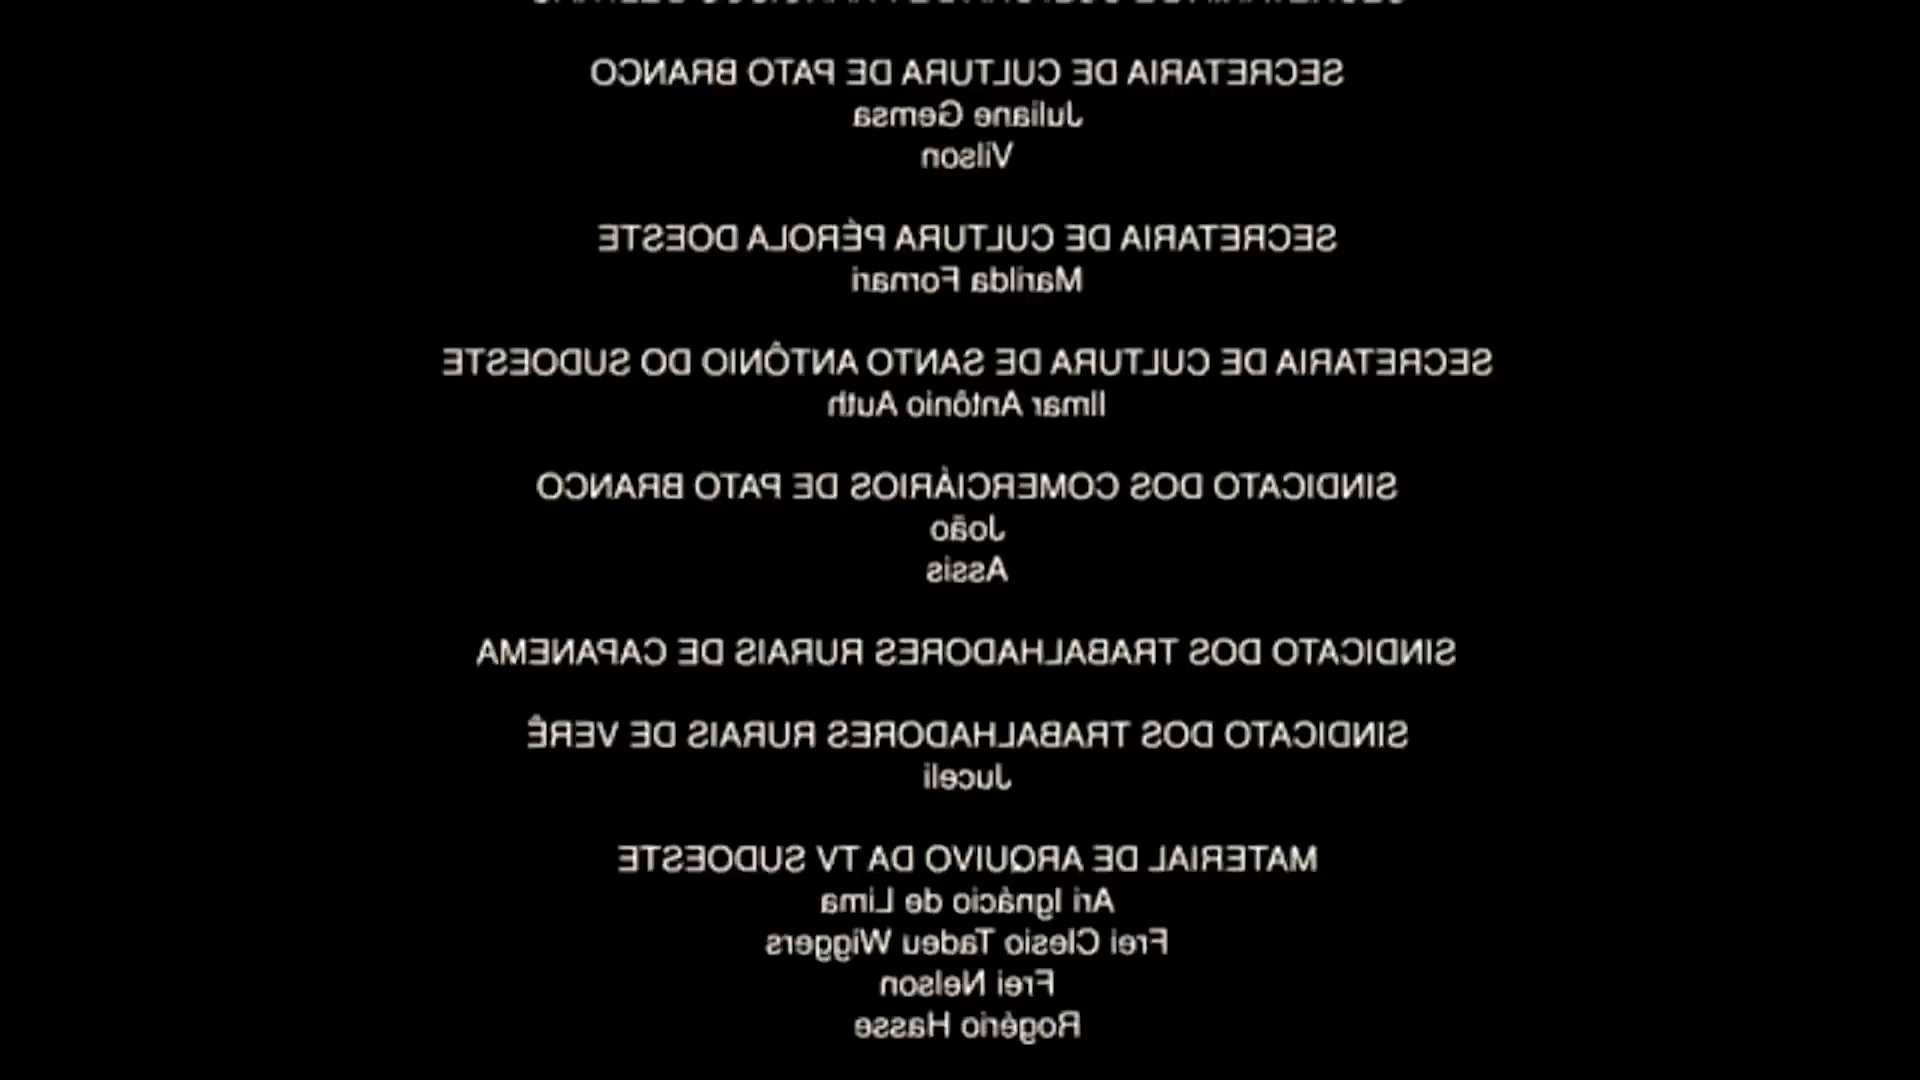 SECRETARIA DE CULTURA DE PATO BRANCO
Juliane Gemsa
Vilson
SECRETARIA DE CULTURA PÉROLA DOESTE
Marilda Fornari
SECRETARIA DE CULTURA DE SANTO ANTÔNIO DO SUDOESTE
Ilmar Antônio Auth
SINDICATO DOS COMERCIÁRIOS DE PATO BRANCO
João
Assis
SINDICATO DOS TRABALHADORES RURAIS DE CAPANEMA
SINDICATO DOS TRABALHADORES RURAIS DE VERÊ
Juceli
MATERIAL DE ARQUIVO DA TV SUDOESTE
Ari Ignácio de Lima
Frei Clesio Tadeu Wiggers
Frei Nelson
Rogério Hasse